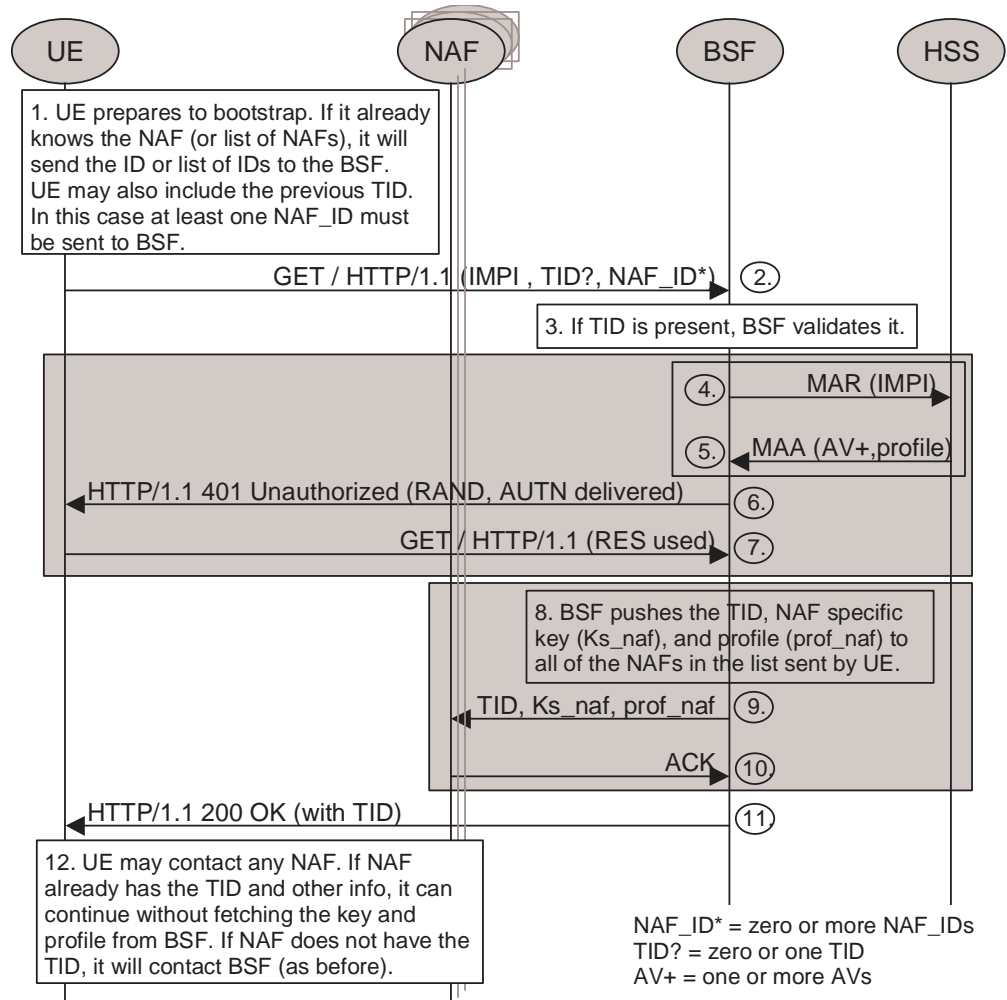 UE
NAF
BSF
HSS
1. UE prepares to bootstrap. If it already
knows the NAF (or list of NAFs), it will
send the ID or list of IDs to the BSF.
UE may also include the previous TID.
In this case at least one NAF_ID must
be sent to BSF.
GET / HTTP/1.1 (IMPI , TID?, NAF_ID*)
2.
3. If TID is present, BSF validates it.
4.
MAR (IMPI)
5.
MAA (AV+,profile)
HTTP/1.1 401 Unauthorized (RAND, AUTN delivered)
6.
GET / HTTP/1.1 (RES used)
7.
8. BSF pushes the TID, NAF specific
key (Ks_naf), and profile (prof_naf) to
all of the NAFs in the list sent by UE.
TID, Ks_naf, prof_naf
9.
ACK
10.
HTTP/1.1 200 OK (with TID)
11.
12. UE may contact any NAF. If NAF
already has the TID and other info, it can
continue without fetching the key and
profile from BSF. If NAF does not have the
TID, it will contact BSF (as before).
NAF_ID* = zero or more NAF_IDs
TID? = zero or one TID
AV+ = one or more AVs